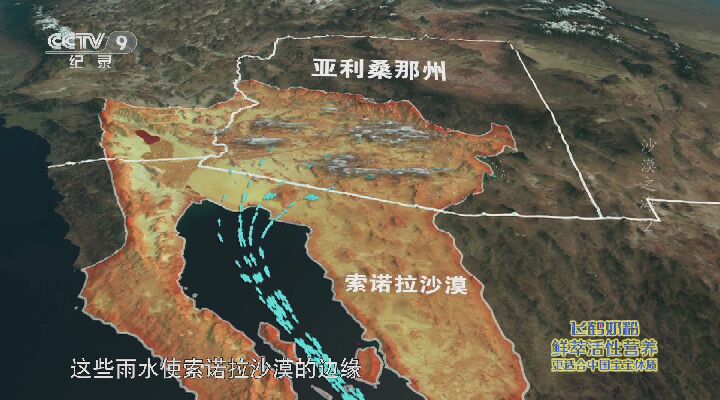 CCTV 9
纪录
亚利桑那州
沙漠之
索诺拉沙漠
飞鹤奶粉
鲜萃活性营养
更适合中国宝宝体质
这些雨水使索诺拉沙漠的边缘